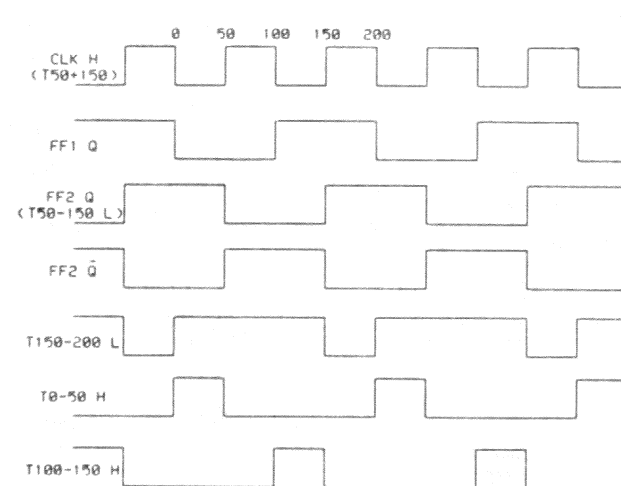 0 50 100 150 200
CLK H
(T50+150)
FF1 Q
FF2 Q
(T50-150 L)
FF2 Q̄
T150-200 L
T0-50 H
T100-150 H